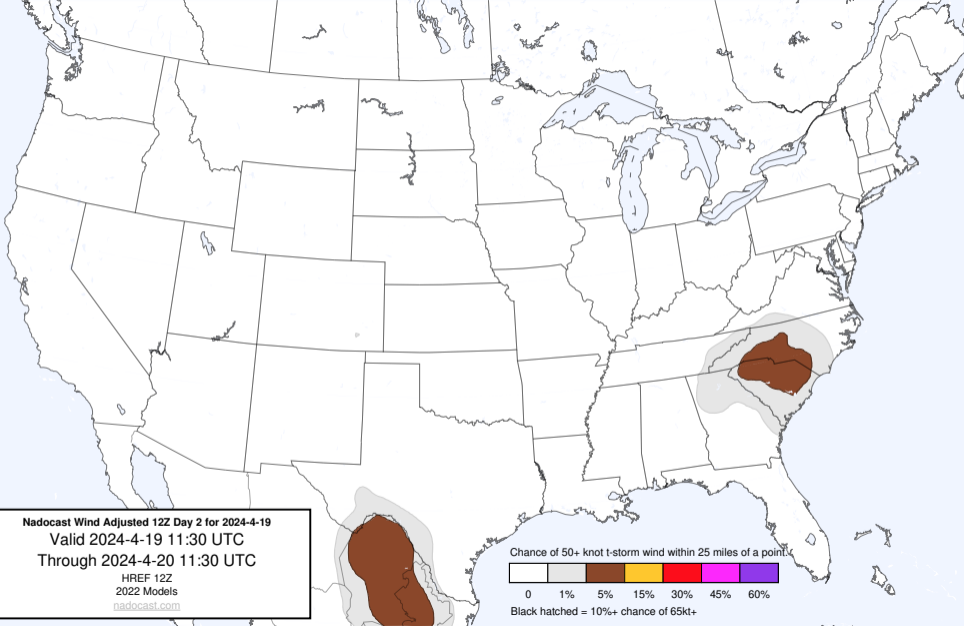 Nadocast Wind Adjusted 12Z Day 2 for 2024-4-19
Valid 2024-4-19 11:30 UTC
Through 2024-4-20 11:30 UTC
HREF 12Z
2022 Models
nadocast.com
Chance of 50+ knot t-storm wind within 25 miles of a point.
0 1% 5% 15% 30% 45% 60%
Black hatched = 10%+ chance of 65kt+